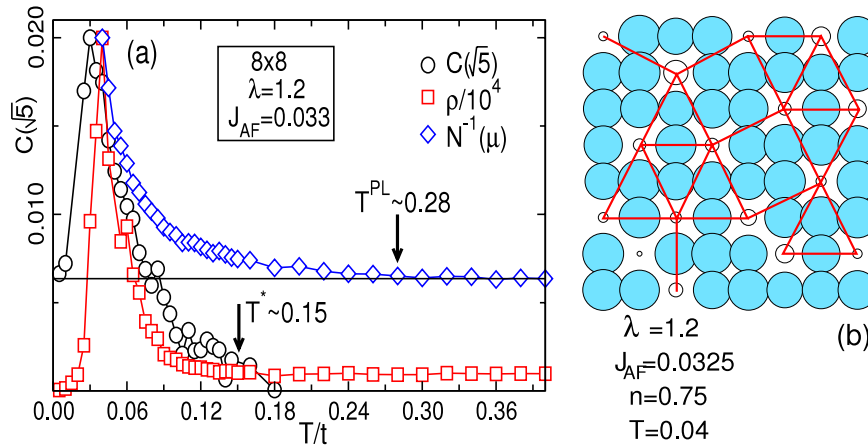 0.020
(a)
8x8
λ=1.2
J_AF=0.033
C(√5)
ρ/10^4
N^-1(μ)
C(√5)
0.010
T^PL~0.28
T^*~0.15
0.000
0.00 0.06 0.12 0.18 0.24 0.30 0.36
T/t
(b)
λ =1.2
J_AF=0.0325
n=0.75
T=0.04